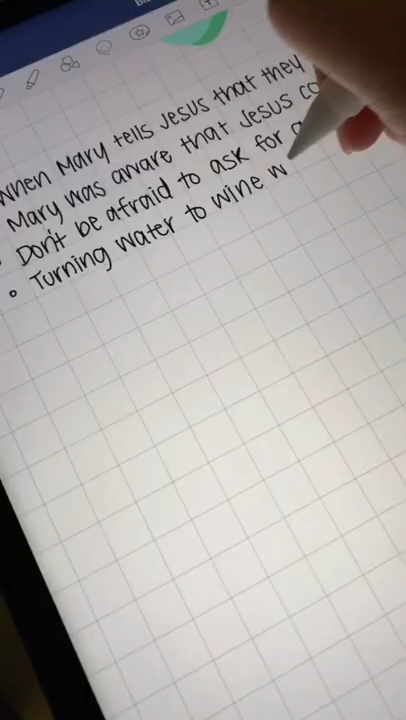 when Mary tells Jesus that they
Mary was aware that Jesus
Don't be afraid to ask for
Turning water to wine w